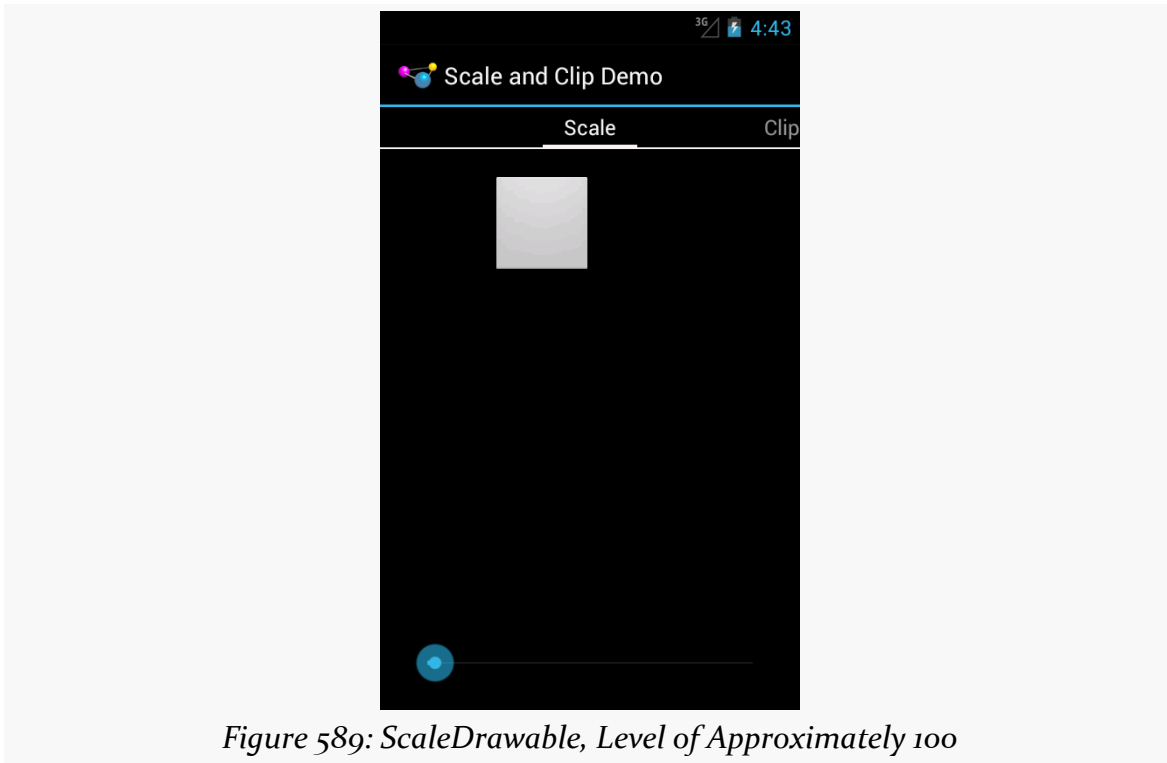 3G 4:43
Scale and Clip Demo
Scale Clip
Figure 589: ScaleDrawable, Level of Approximately 100